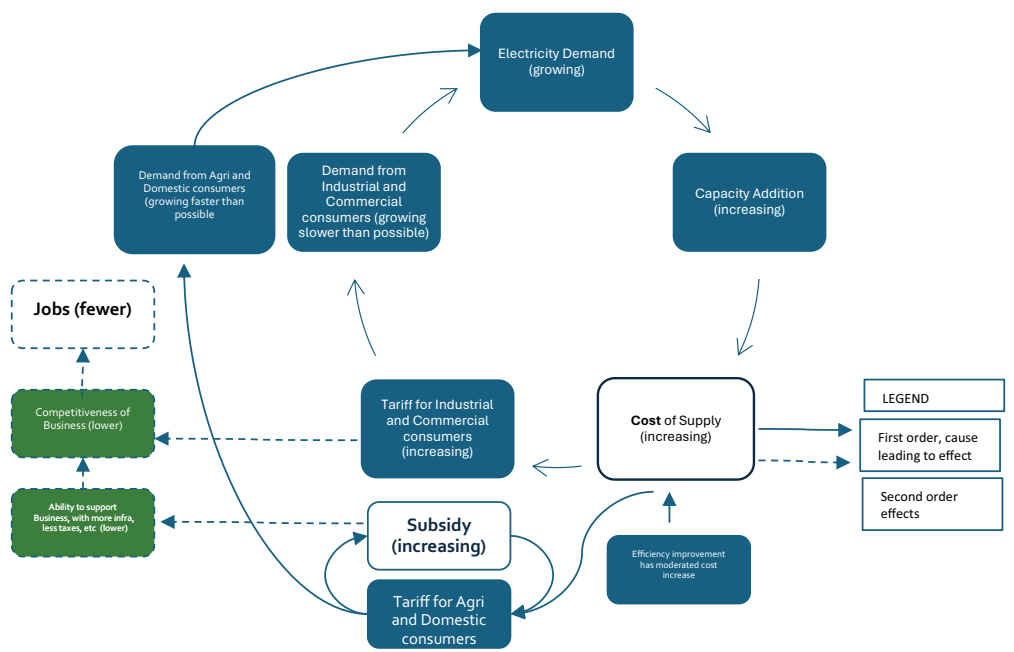 Electricity Demand
(growing)
Demand from Agri and
Domestic consumers
(growing faster than
possible
Demand from
Industrial and
Commercial
consumers (growing
slower than possible)
Capacity Addition
(increasing)
Jobs (fewer)
Competitiveness of
Business (lower)
Tariff for Industrial
and Commercial
consumers
(increasing)
Cost of Supply
(increasing)
LEGEND
First order, cause
leading to effect
Second order
effects
Ability to support
Business, with more infra,
less taxes, etc (lower)
Subsidy
(increasing)
Efficiency improvement
has moderated cost
increase
Tariff for Agri
and Domestic
consumers